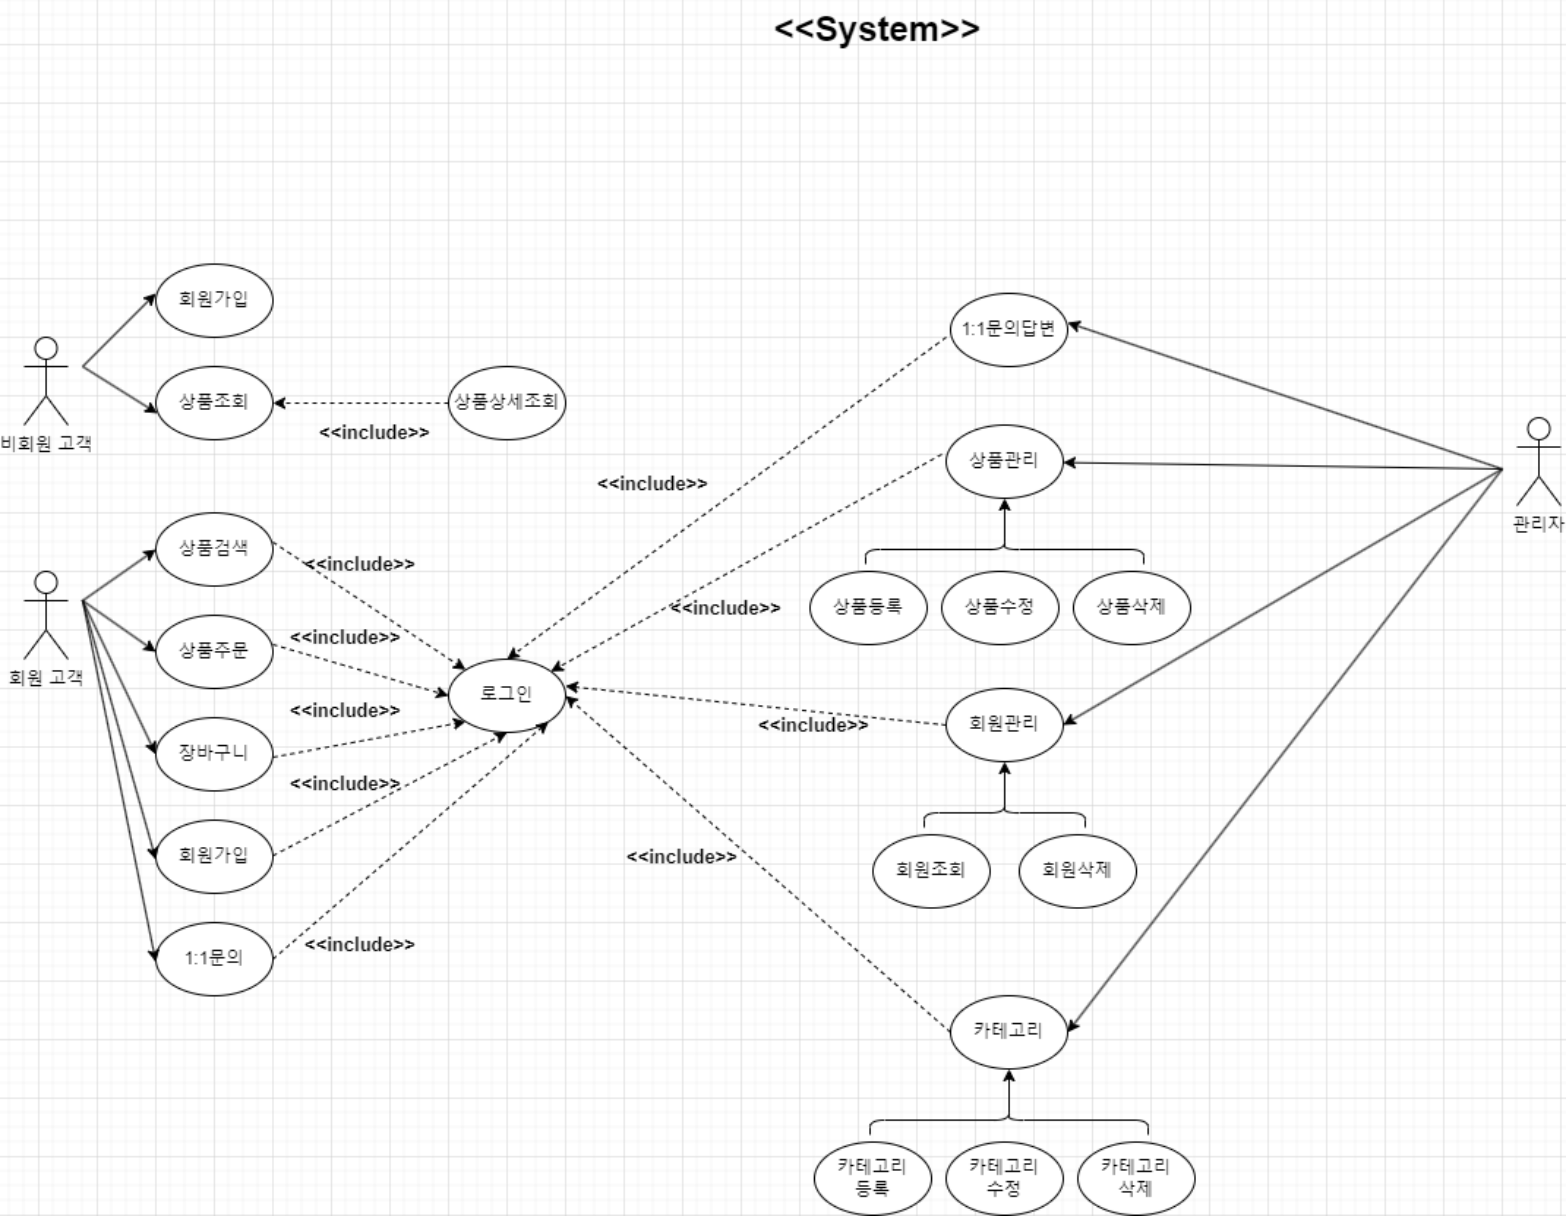 <<System>>
회원가입
상품조회
상품상세조회
<<include>>
비회원 고객
상품검색
<<include>>
상품주문
<<include>>
회원 고객
장바구니
<<include>>
회원가입
<<include>>
1:1문의
<<include>>
로그인
1:1문의답변
<<include>>
상품관리
<<include>>
상품등록
상품수정
상품삭제
회원관리
<<include>>
회원조회
회원삭제
<<include>>
카테고리
카테고리
등록
카테고리
수정
카테고리
삭제
관리자